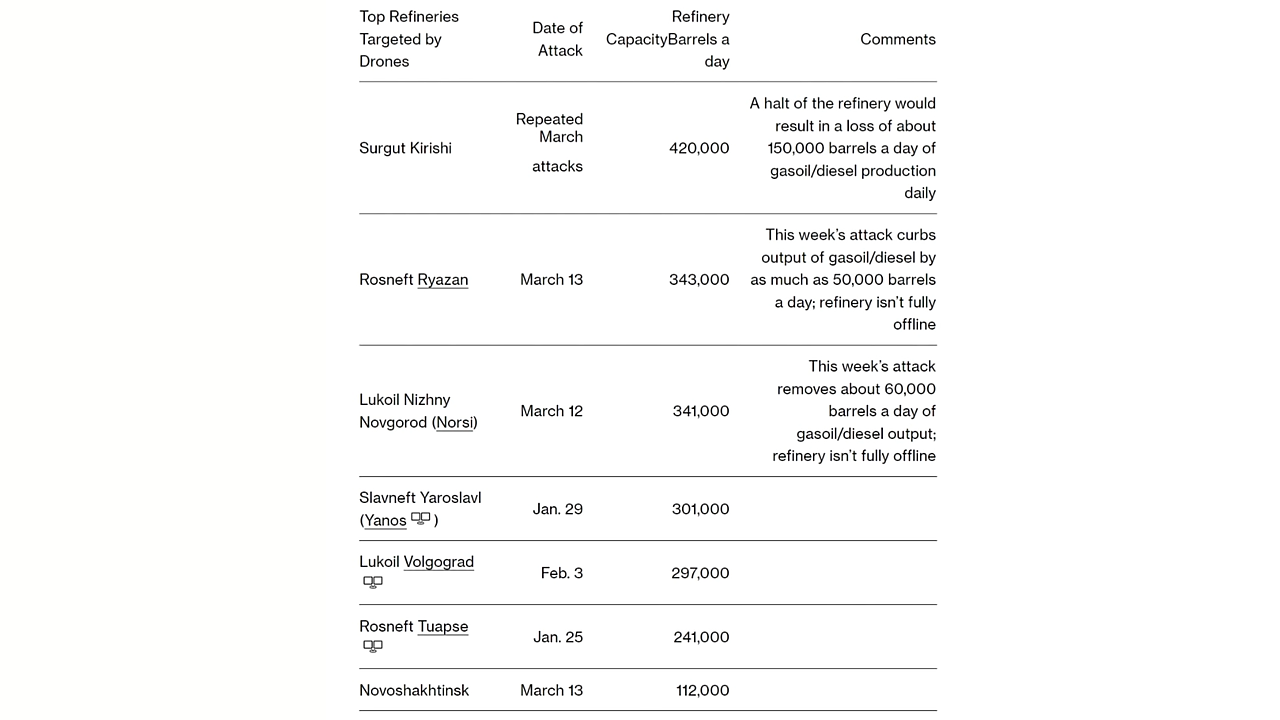 Top Refineries
Targeted by
Drones
Date of
Attack
Refinery
CapacityBarrels a
day
Comments
Surgut Kirishi
Repeated
March
attacks
420,000
A halt of the refinery would
result in a loss of about
150,000 barrels a day of
gasoil/diesel production
daily
Rosneft Ryazan
March 13
343,000
This week’s attack curbs
output of gasoil/diesel by
as much as 50,000 barrels
a day; refinery isn’t fully
offline
Lukoil Nizhny
Novgorod (Norsi)
March 12
341,000
This week’s attack
removes about 60,000
barrels a day of
gasoil/diesel output;
refinery isn’t fully offline
Slavneft Yaroslavl
(Yanos )
Jan. 29
301,000
Lukoil Volgograd
Feb. 3
297,000
Rosneft Tuapse
Jan. 25
241,000
Novoshakhtinsk
March 13
112,000